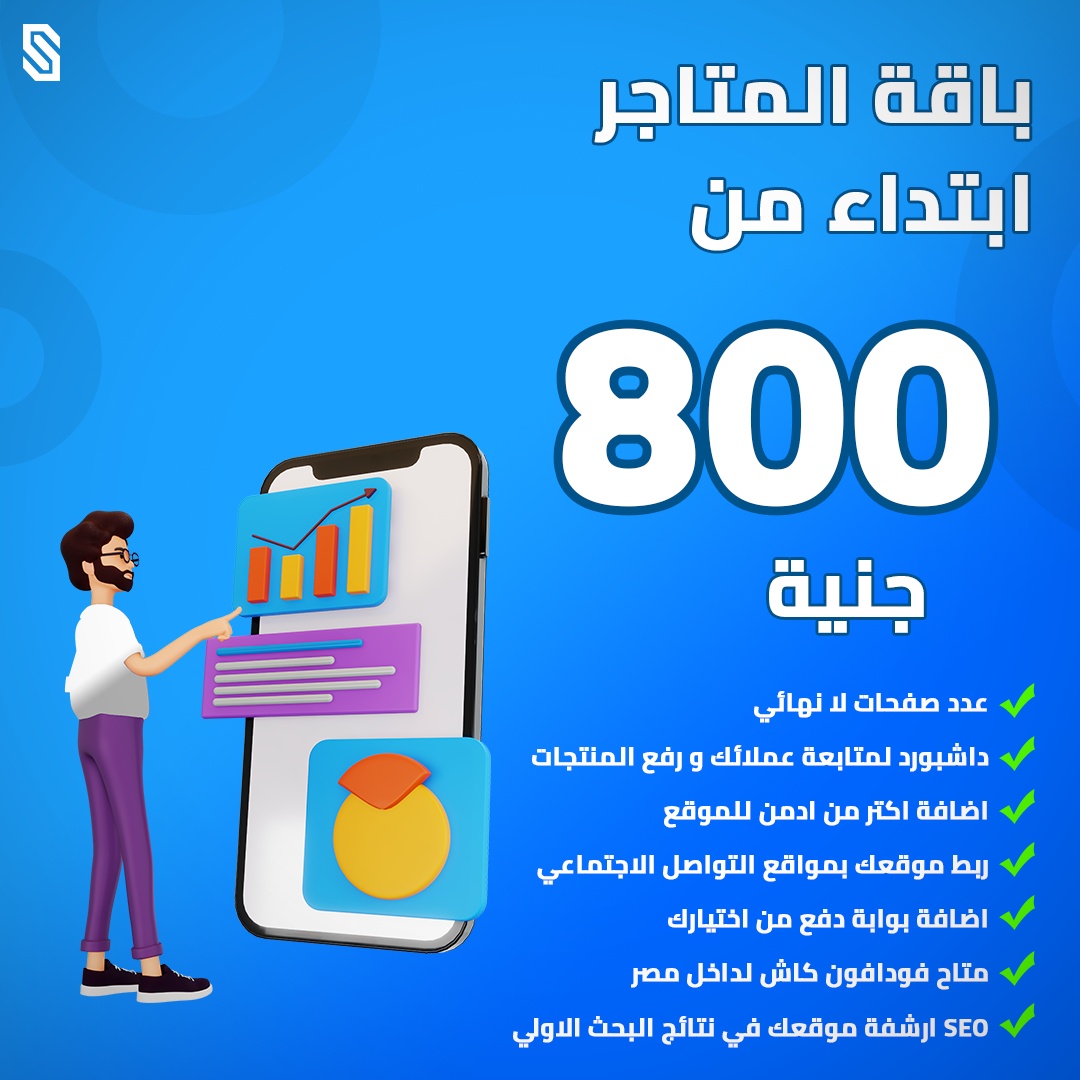 باقة المتاجر
ابتداء من
800
جنية
عدد صفحات لا نهائي
داشبورد لمتابعة عملائك و رفع المنتجات
اضافة اكتر من ادمن للموقع
ربط موقعك بمواقع التواصل الاجتماعي
اضافة بوابة دفع من اختيارك
متاح فودافون كاش لداخل مصر
SEO ارشفة موقعك في نتائج البحث الاولي